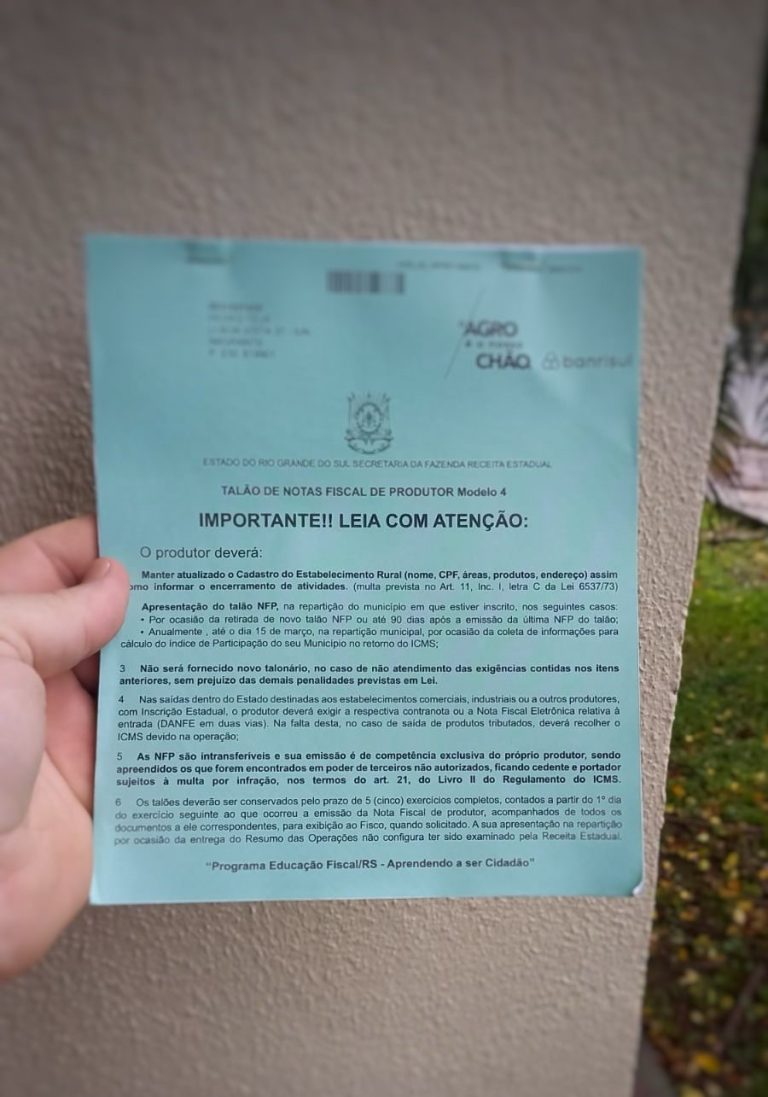 "AGRO
é o nosso
CHÃO. banrisul
ESTADO DO RIO GRANDE DO SUL SECRETARIA DA FAZENDA RECEITA ESTADUAL
TALÃO DE NOTAS FISCAL DE PRODUTOR Modelo 4
IMPORTANTE!! LEIA COM ATENÇÃO:
O produtor deverá:
Manter atualizado o Cadastro do Estabelecimento Rural (nome, CPF, áreas, produtos, endereço) assim
omo informar o encerramento de atividades. (multa prevista no Art. 11, Inc. I, letra C da Lei 6537/73)
Apresentação do talão NFP, na repartição do município em que estiver inscrito, nos seguintes casos:
• Por ocasião da retirada de novo talão NFP ou até 90 dias após a emissão da última NFP do talão;
• Anualmente , até o dia 15 de março, na repartição municipal, por ocasião da coleta de informações para
cálculo do Índice de Participação do seu Município no retorno do ICMS;
3 Não será fornecido novo talonário, no caso de não atendimento das exigências contidas nos itens
anteriores, sem prejuízo das demais penalidades previstas em Lei.
4 Nas saídas dentro do Estado destinadas aos estabelecimentos comerciais, industriais ou a outros produtores,
com Inscrição Estadual, o produtor deverá exigir a respectiva contranota ou a Nota Fiscal Eletrônica relativa à
entrada (DANFE em duas vias). Na falta desta, no caso de saída de produtos tributados, deverá recolher o
ICMS devido na operação;
5 As NFP são intransferíveis e sua emissão é de competência exclusiva do próprio produtor, sendo
apreendidos os que forem encontrados em poder de terceiros não autorizados, ficando cedente e portador
sujeitos à multa por infração, nos termos do art. 21, do Livro II do Regulamento do ICMS.
6 Os talões deverão ser conservados pelo prazo de 5 (cinco) exercícios completos, contados a partir do 1º dia
do exercício seguinte ao que ocorreu a emissão da Nota Fiscal de produtor, acompanhados de todos os
documentos a ele correspondentes, para exibição ao Fisco, quando solicitado. A sua apresentação na repartição
por ocasião da entrega do Resumo das Operações não configura ter sido examinado pela Receita Estadual.
"Programa Educação Fiscal/RS - Aprendendo a ser Cidadão"